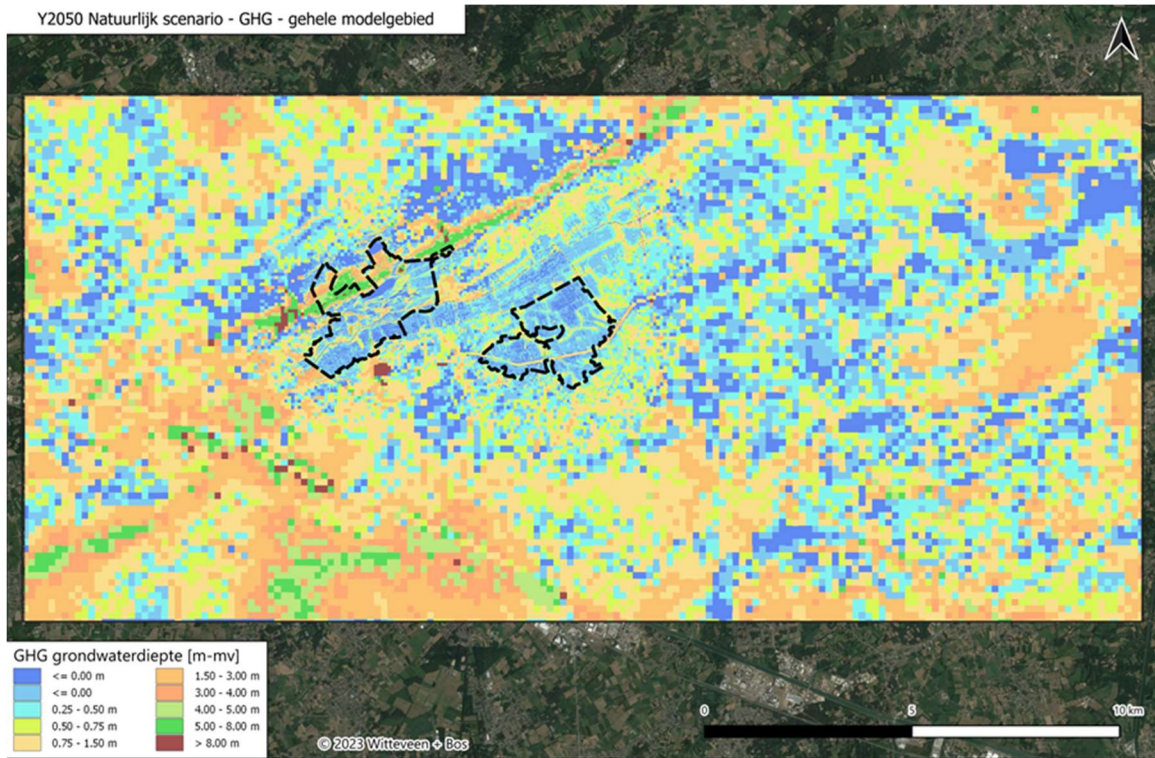 Y2050 Natuurlijk scenario - GHG - gehele modelgebied
GHG grondwaterdiepte [m-mv]
<= 0.00 m
<= 0.00
0.25 - 0.50 m
0.50 - 0.75 m
0.75 - 1.50 m
1.50 - 3.00 m
3.00 - 4.00 m
4.00 - 5.00 m
5.00 - 8.00 m
> 8.00 m
© 2023 Witteveen + Bos
0 5 10 km